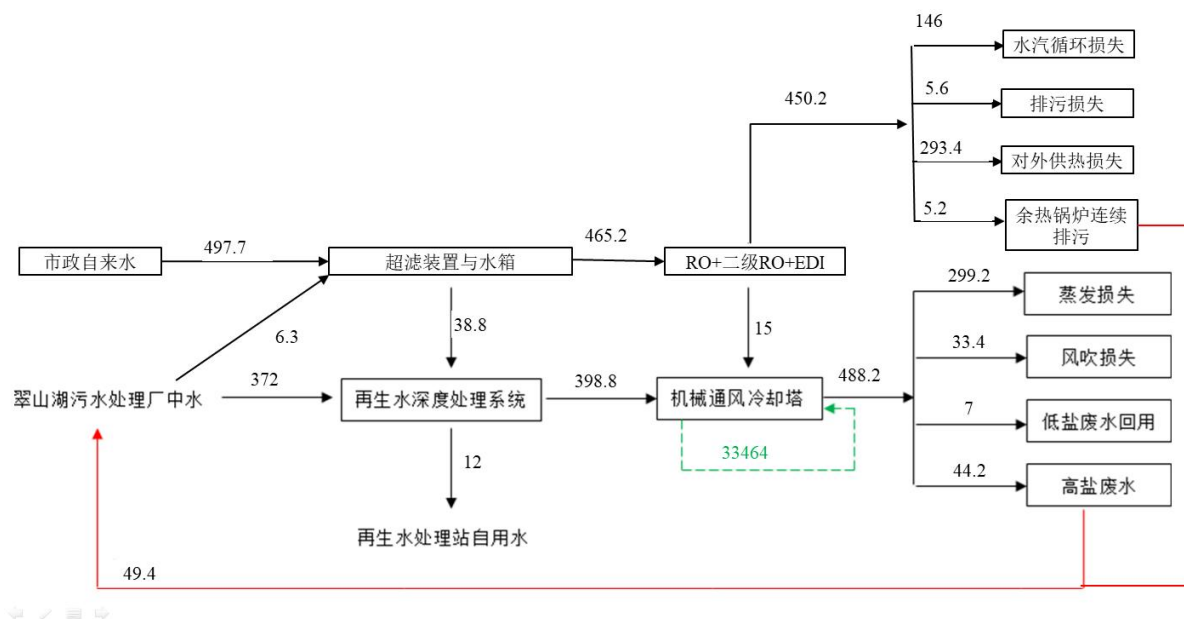 146
水汽循环损失
5.6
排污损失
450.2
293.4
对外供热损失
5.2
余热锅炉连续
排污
市政自来水
497.7
超滤装置与水箱
465.2
RO+二级RO+EDI
6.3
38.8
15
299.2
蒸发损失
33.4
风吹损失
翠山湖污水处理厂中水
372
再生水深度处理系统
398.8
机械通风冷却塔
488.2
7
低盐废水回用
33464
12
44.2
高盐废水
再生水处理站自用水
49.4